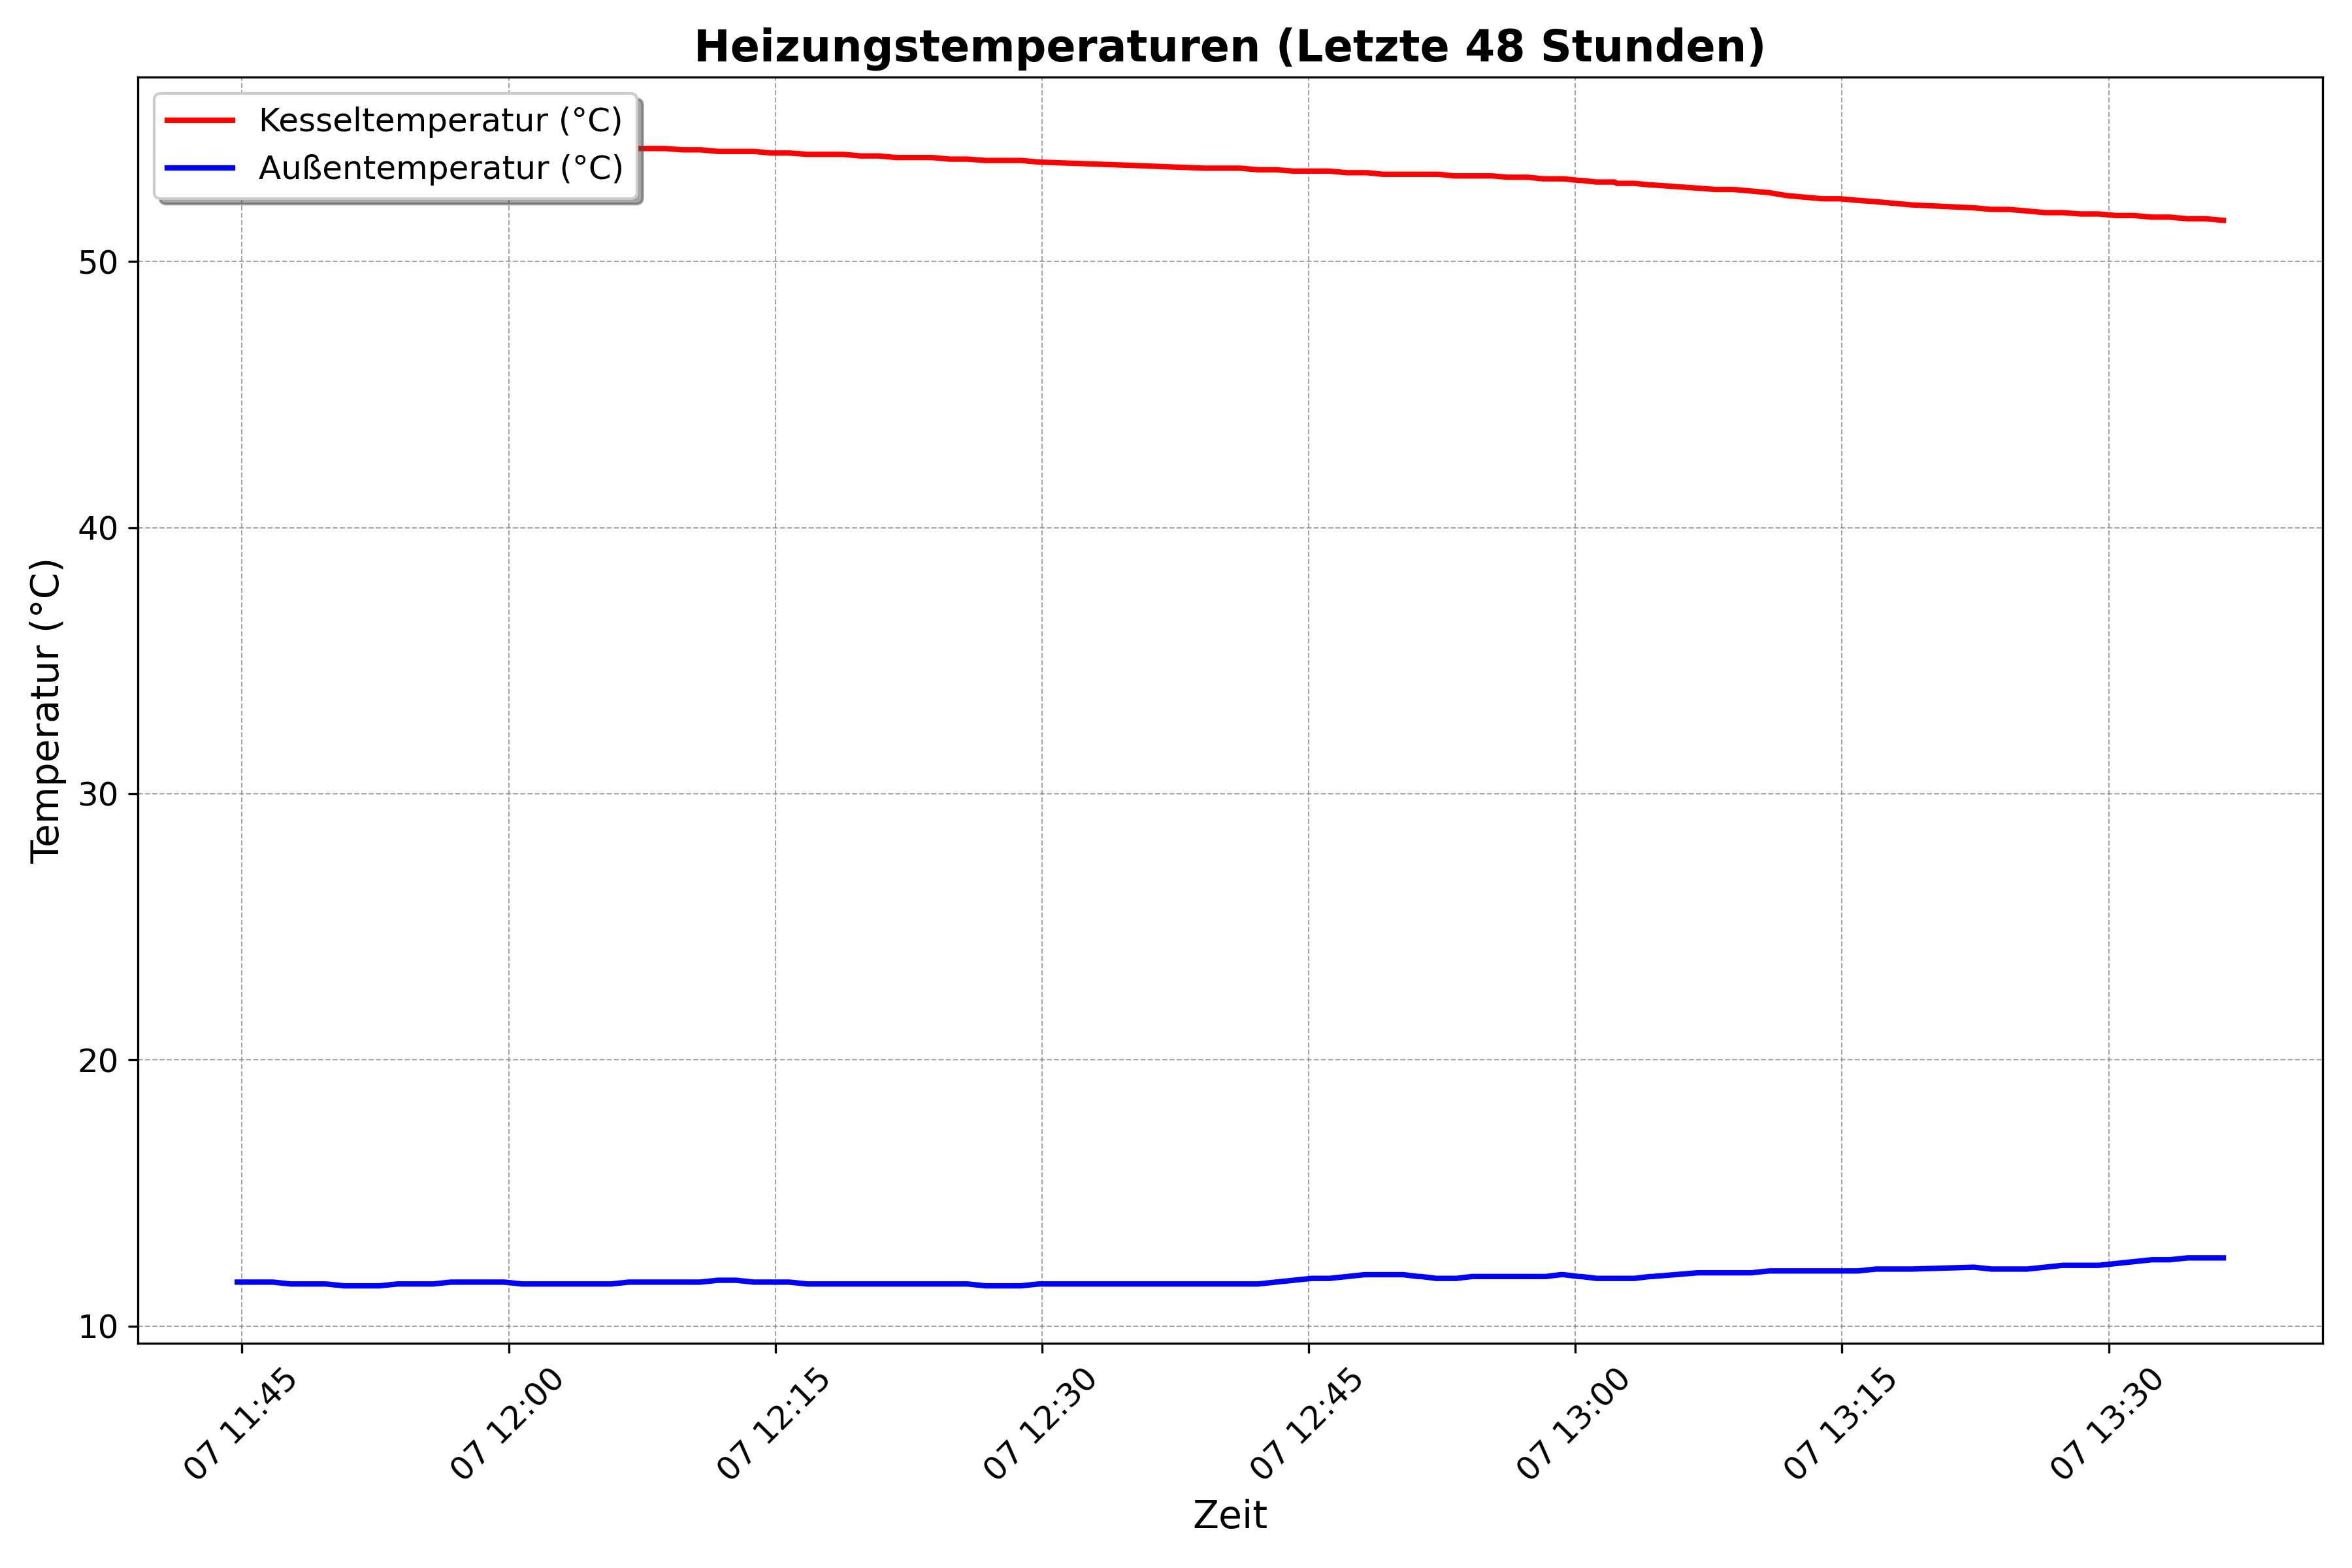 Heizungstemperaturen (Letzte 48 Stunden)
Kesseltemperatur (°C)
Außentemperatur (°C)
Temperatur (°C)
50
40
30
20
10
07 11:45
07 12:00
07 12:15
07 12:30
07 12:45
07 13:00
07 13:15
07 13:30
Zeit